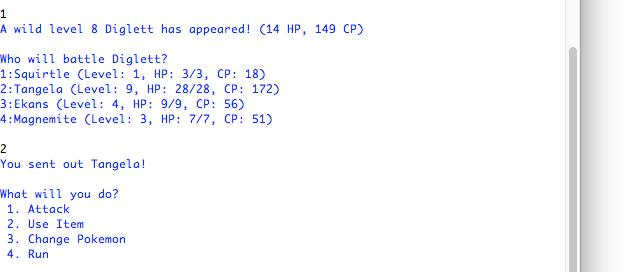 1
A wild level 8 Diglett has appeared! (14 HP, 149 CP)
Who will battle Diglett?
1:Squirtle (Level: 1, HP: 3/3, CP: 18)
2:Tangela (Level: 9, HP: 28/28, CP: 172)
3:Ekans (Level: 4, HP: 9/9, CP: 56)
4:Magnemite (Level: 3, HP: 7/7, CP: 51)
2
You sent out Tangela!
What will you do?
1. Attack
2. Use Item
3. Change Pokemon
4. Run